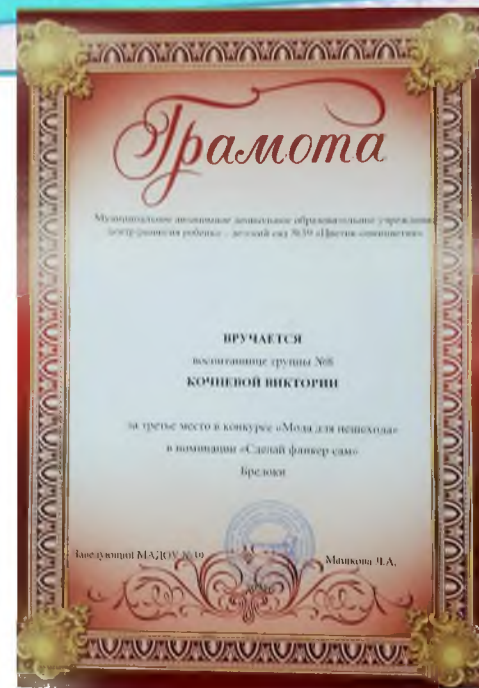 Грамота
Муниципальное автономное дошкольное образовательное учреждение
центр развития ребенка – детский сад №39 «Цветик-семицветик»
ВРУЧАЕТСЯ
воспитаннице группы №8
КОЧНЕВОЙ ВИКТОРИИ
за третье место в конкурсе «Мода для пешехода»
в номинации «Сделай фликер сам»
Брелоки
Заведующий МАДОУ №39
Машкова Ч.А.